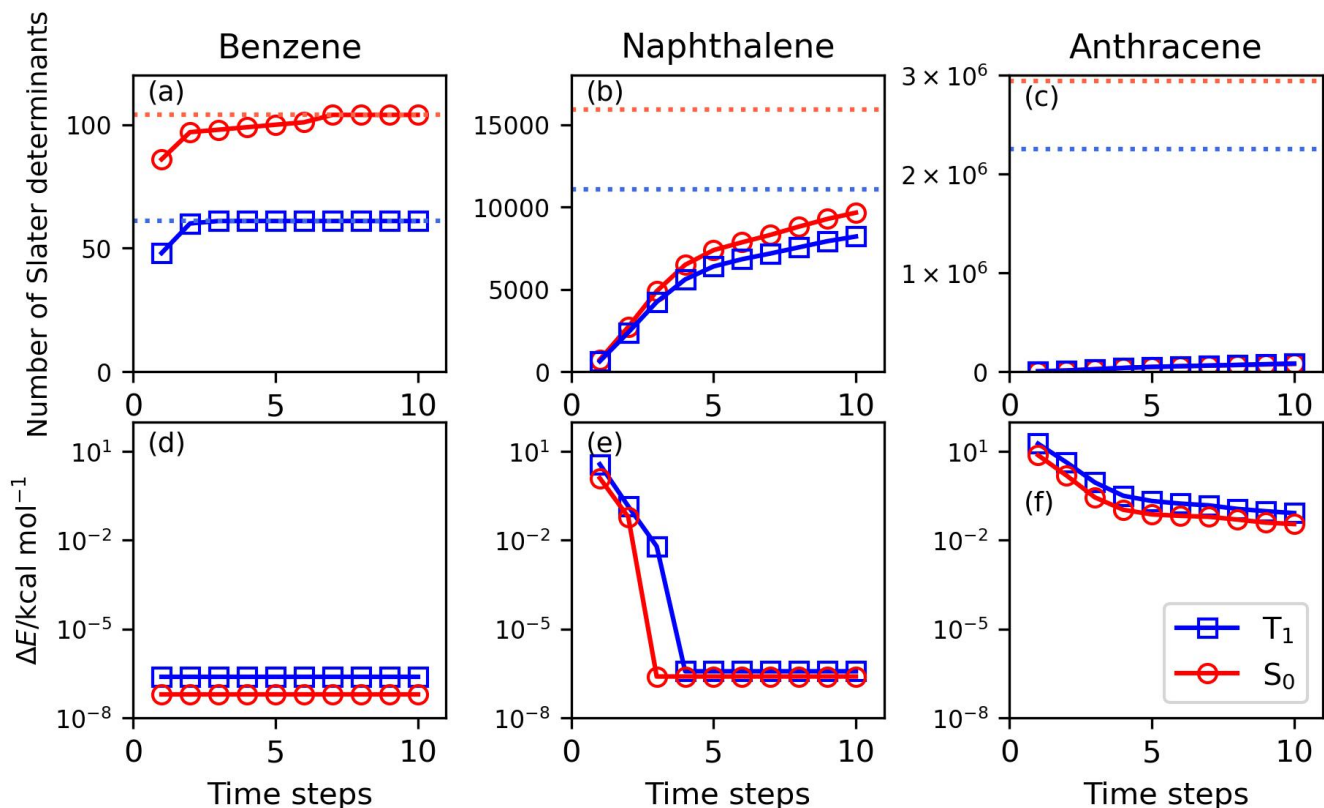 Number of Slater determinants
Benzene
Naphthalene
Anthracene
(a)
100
50
0
0
5
10
(b)
15000
10000
5000
0
0
5
10
(c)
3 × 10⁶
2 × 10⁶
1 × 10⁶
0
0
5
10
ΔE/kcal mol⁻¹
(d)
10¹
10⁻²
10⁻⁵
10⁻⁸
0
5
10
Time steps
(e)
10¹
10⁻²
10⁻⁵
10⁻⁸
0
5
10
Time steps
(f)
10¹
10⁻²
10⁻⁵
10⁻⁸
T₁
S₀
0
5
10
Time steps